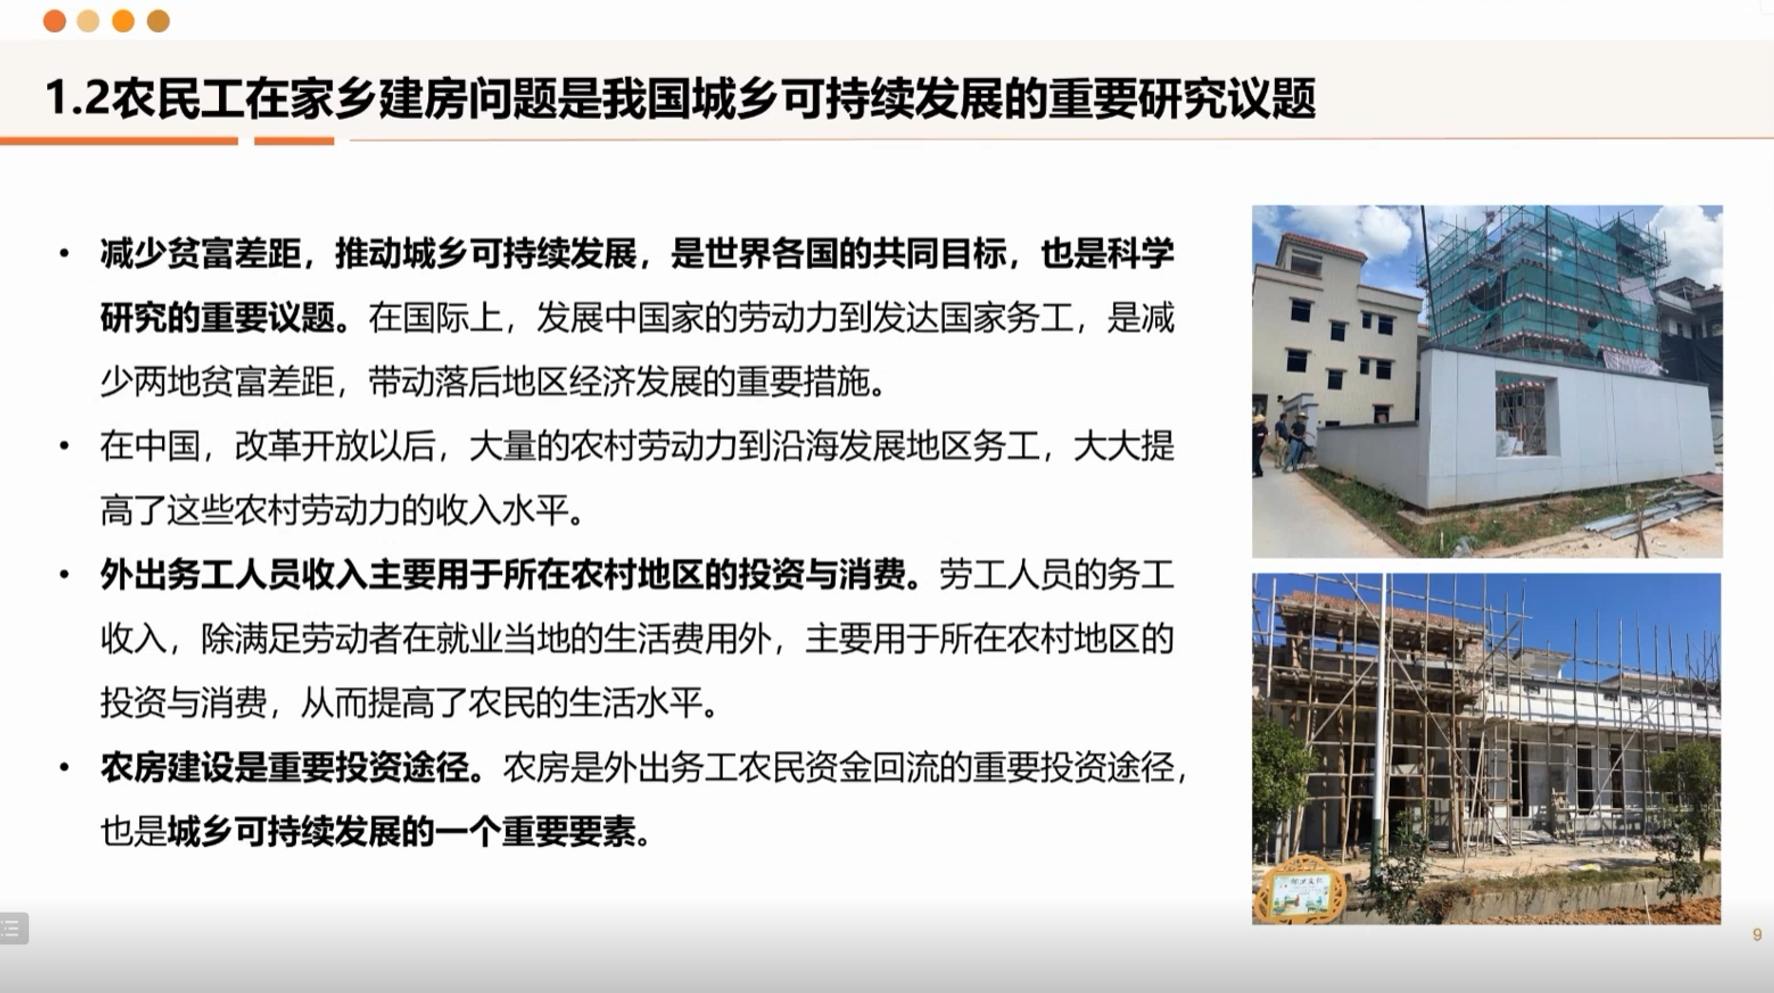 1.2农民工在家乡建房问题是我国城乡可持续发展的重要研究议题
• 减少贫富差距，推动城乡可持续发展，是世界各国的共同目标，也是科学
研究的重要议题。在国际上，发展中国家的劳动力到发达国家务工，是减
少两地贫富差距，带动落后地区经济发展的重要措施。
• 在中国，改革开放以后，大量的农村劳动力到沿海发展地区务工，大大提
高了这些农村劳动力的收入水平。
• 外出务工人员收入主要用于所在农村地区的投资与消费。劳工人员的务工
收入，除满足劳动者在就业当地的生活费用外，主要用于所在农村地区的
投资与消费，从而提高了农民的生活水平。
• 农房建设是重要投资途径。农房是外出务工农民资金回流的重要投资途径，
也是城乡可持续发展的一个重要要素。
9